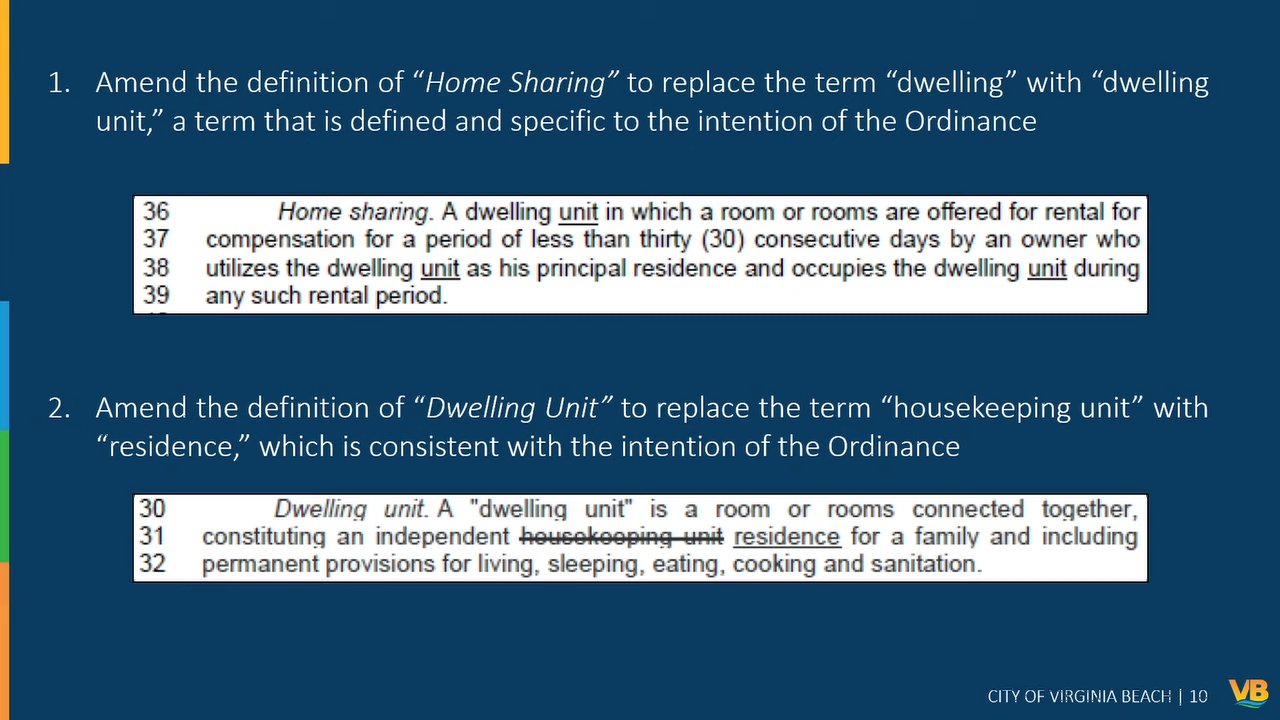 1. Amend the definition of “Home Sharing” to replace the term “dwelling” with “dwelling
unit,” a term that is defined and specific to the intention of the Ordinance
36 Home sharing. A dwelling unit in which a room or rooms are offered for rental for
37 compensation for a period of less than thirty (30) consecutive days by an owner who
38 utilizes the dwelling unit as his principal residence and occupies the dwelling unit during
39 any such rental period.
2. Amend the definition of “Dwelling Unit” to replace the term “housekeeping unit” with
“residence,” which is consistent with the intention of the Ordinance
30 Dwelling unit. A "dwelling unit" is a room or rooms connected together,
31 constituting an independent housekeeping unit residence for a family and including
32 permanent provisions for living, sleeping, eating, cooking and sanitation.
CITY OF VIRGINIA BEACH | 10
VB